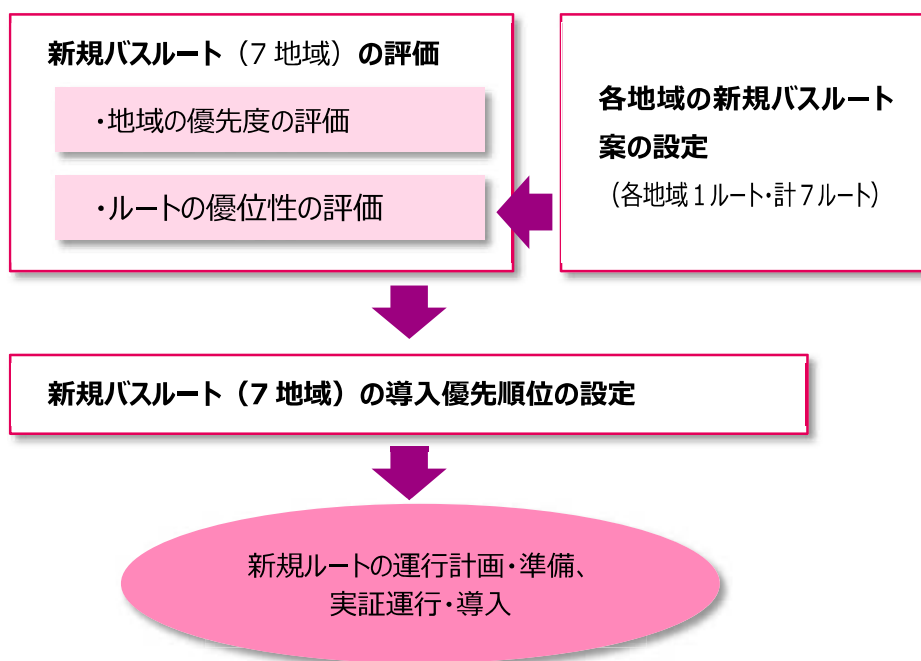 新規バスルート（7 地域）の評価
・地域の優先度の評価
・ルートの優位性の評価
各地域の新規バスルート
案の設定
（各地域１ルート・計７ルート）
新規バスルート（7 地域）の導入優先順位の設定
新規ルートの運行計画・準備、
実証運行・導入